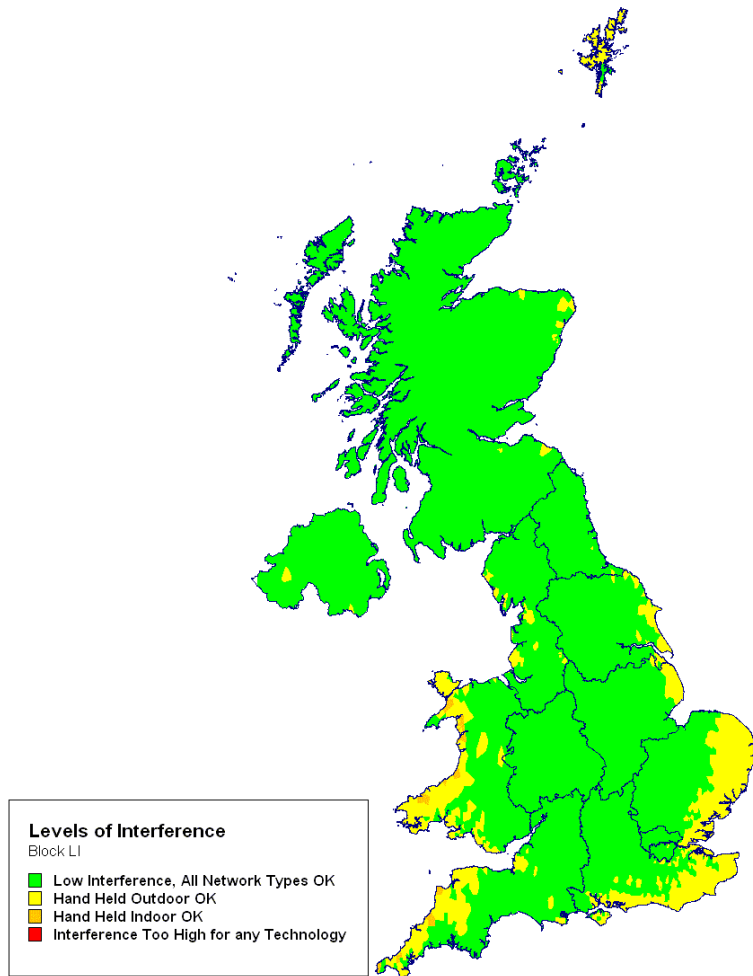 Levels of Interference
Block LI
Low Interference, All Network Types OK
Hand Held Outdoor OK
Hand Held Indoor OK
Interference Too High for any Technology